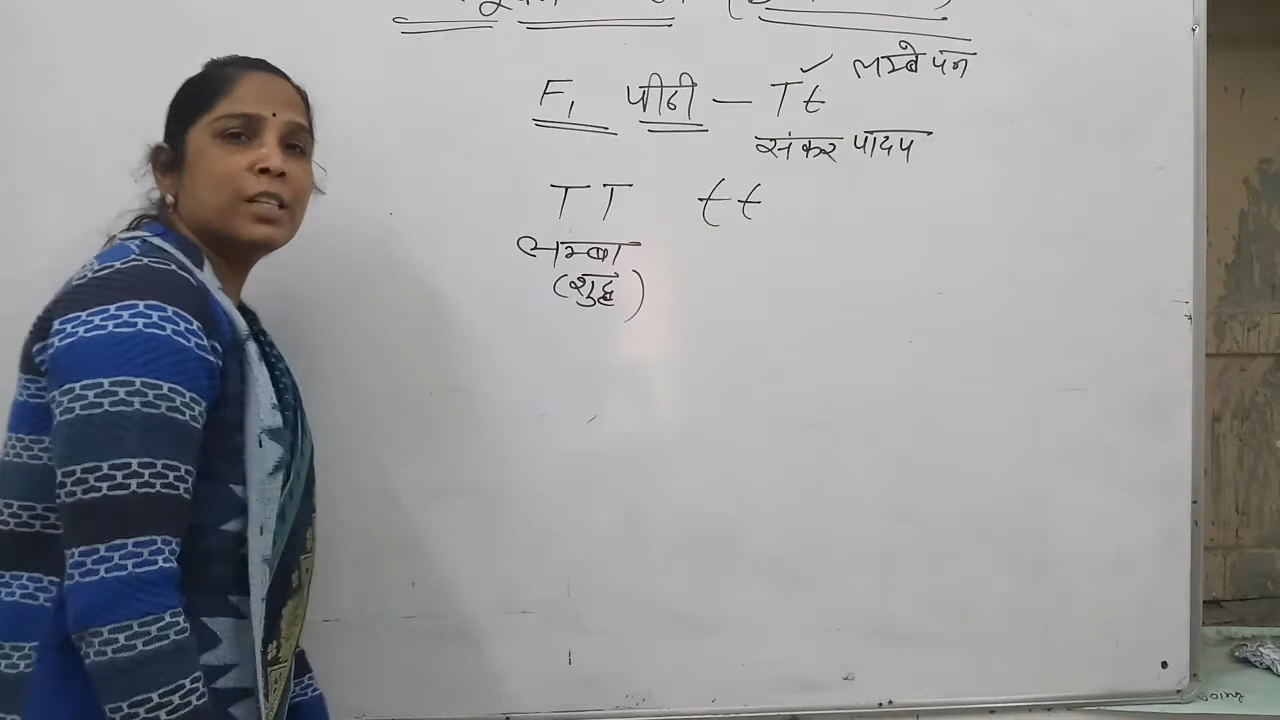 लम्बे पन
F₁ पीढी — Tt ✓
संकर पादप
TT tt
लम्बा
(शुद्ध)